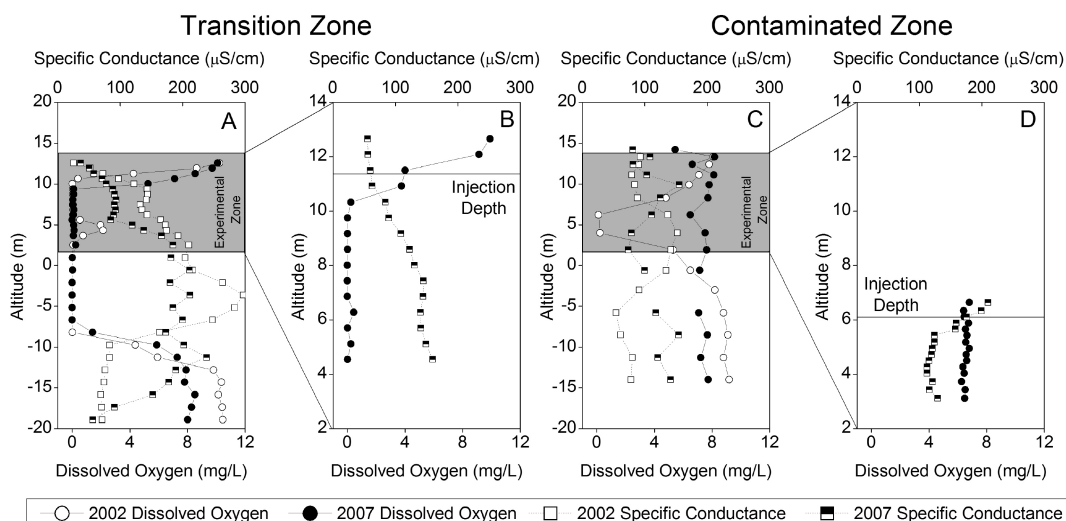 Transition Zone
Contaminated Zone
Specific Conductance (μS/cm)
Specific Conductance (μS/cm)
Specific Conductance (μS/cm)
Specific Conductance (μS/cm)
0 100 200 300
0 100 200 300
0 100 200 300
0 100 200 300
A
B
C
D
20
15
10
5
0
-5
-10
-15
-20
Altitude (m)
Experimental
Zone
14
12
10
8
6
4
2
Altitude (m)
Injection
Depth
20
15
10
5
0
-5
-10
-15
-20
Altitude (m)
Experimental
Zone
14
12
10
8
6
4
2
Altitude (m)
Injection
Depth
0 4 8 12
0 4 8 12
0 4 8 12
0 4 8 12
Dissolved Oxygen (mg/L)
Dissolved Oxygen (mg/L)
Dissolved Oxygen (mg/L)
Dissolved Oxygen (mg/L)
2002 Dissolved Oxygen 2007 Dissolved Oxygen 2002 Specific Conductance 2007 Specific Conductance